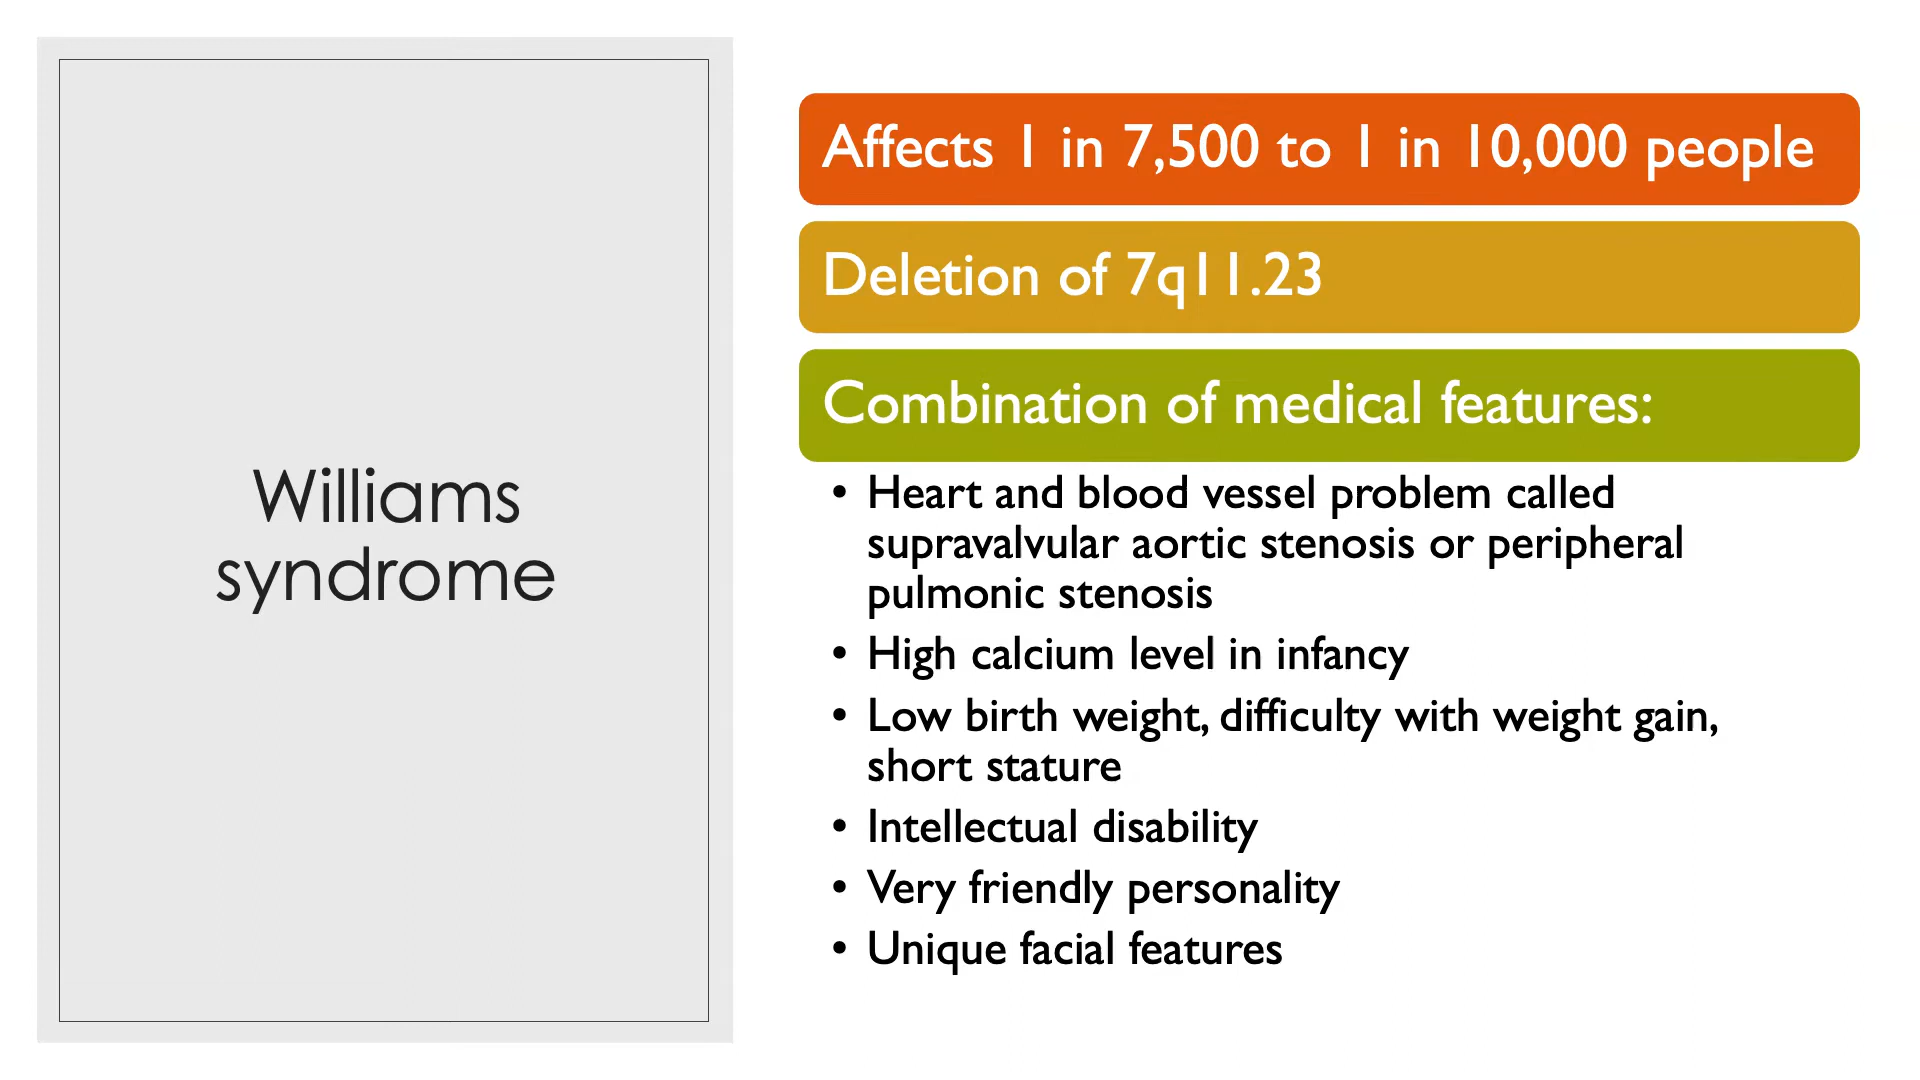 Williams
syndrome
Affects 1 in 7,500 to 1 in 10,000 people
Deletion of 7q11.23
Combination of medical features:
• Heart and blood vessel problem called
supravalvular aortic stenosis or peripheral
pulmonic stenosis
• High calcium level in infancy
• Low birth weight, difficulty with weight gain,
short stature
• Intellectual disability
• Very friendly personality
• Unique facial features